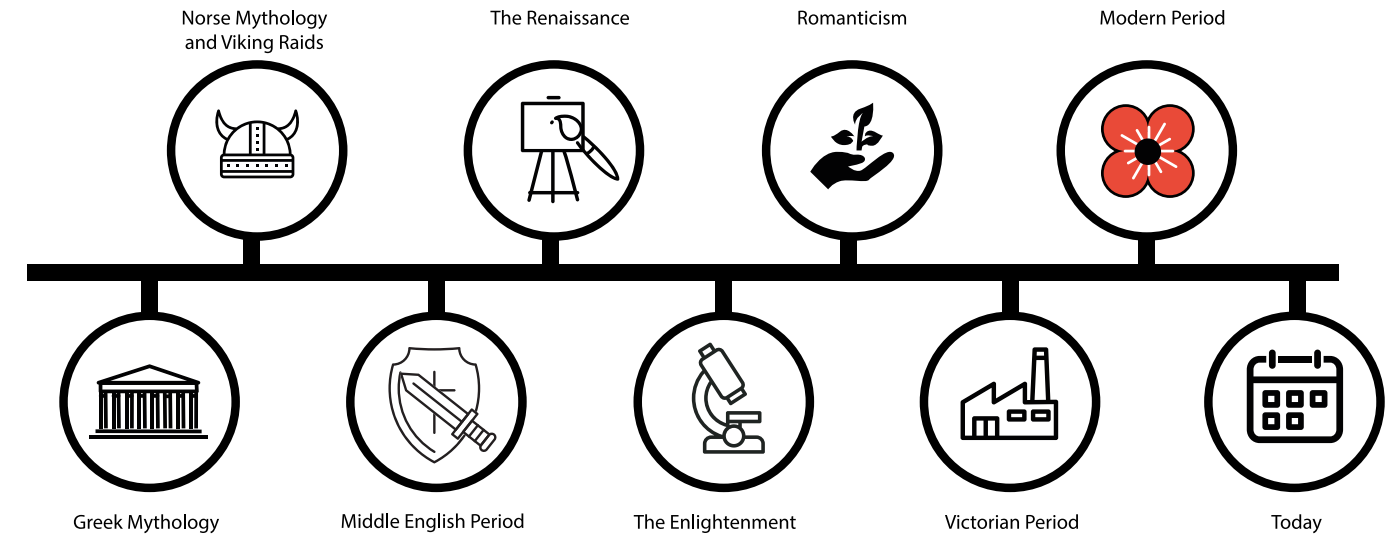 Norse Mythology
and Viking Raids
The Renaissance
Romanticism
Modern Period
Greek Mythology
Middle English Period
The Enlightenment
Victorian Period
Today